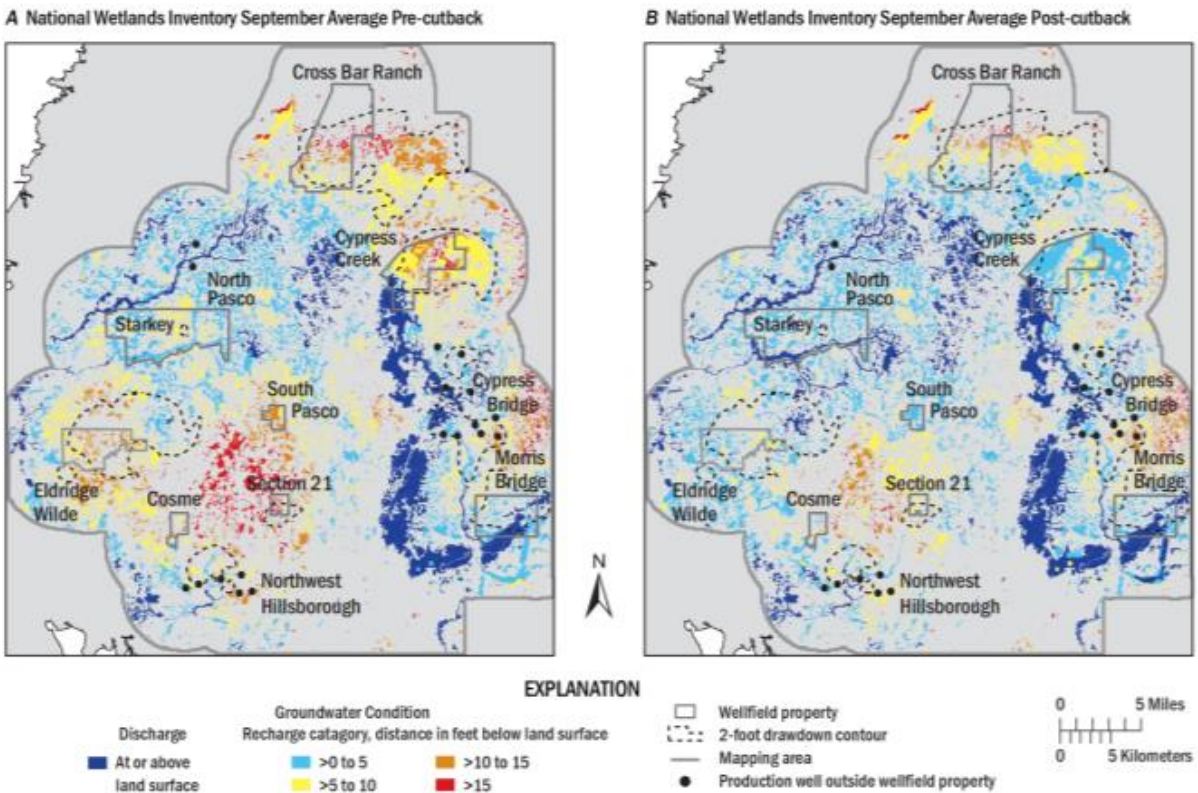 A National Wetlands Inventory September Average Pre-cutback
Cross Bar Ranch
Cypress
Creek
North
Pasco
Starkey
South
Pasco
Cypress
Bridge
Morris
Bridge
Section 21
Eldridge
Wilde
Cosme
Northwest
Hillsborough
N
B National Wetlands Inventory September Average Post-cutback
Cross Bar Ranch
Cypress
Creek
North
Pasco
Starkey
South
Pasco
Cypress
Bridge
Morris
Bridge
Section 21
Eldridge
Wilde
Cosme
Northwest
Hillsborough
EXPLANATION
Groundwater Condition
Discharge
Recharge catagory, distance in feet below land surface
At or above
land surface
>0 to 5
>5 to 10
>10 to 15
>15
Wellfield property
2-foot drawdown contour
Mapping area
Production well outside wellfield property
0 5 Miles
0 5 Kilometers